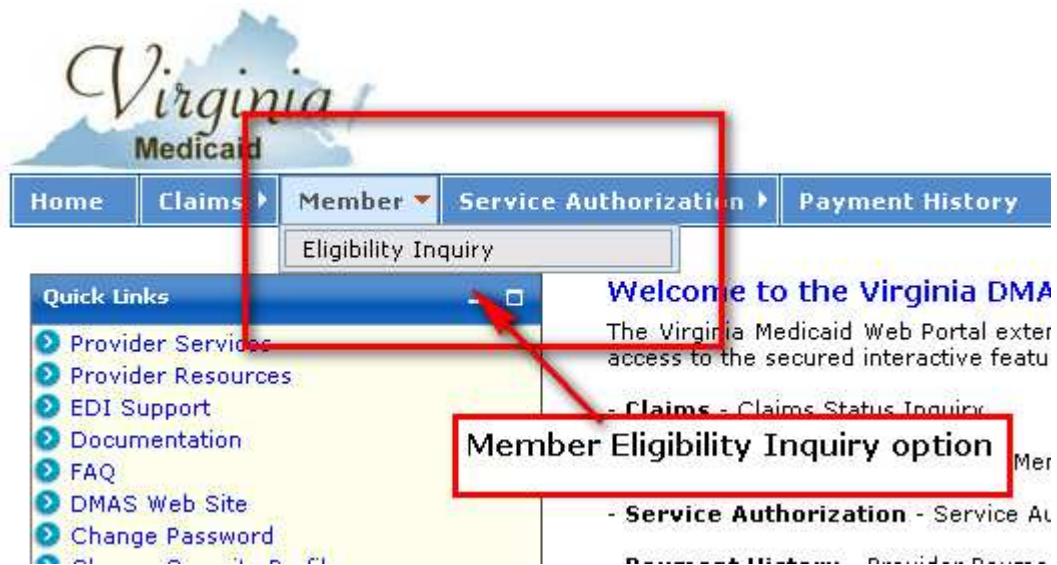 Virginia
Medicaid
Home Claims Member Service Authorization Payment History
Eligibility Inquiry
Quick Links
Provider Services
Provider Resources
EDI Support
Documentation
FAQ
DMAS Web Site
Change Password
Welcome to the Virginia DMA
The Virginia Medicaid Web Portal exter
access to the secured interactive featu
- Claims - Claims Status Inquiry
Member Eligibility Inquiry option
Mer
- Service Authorization - Service Au